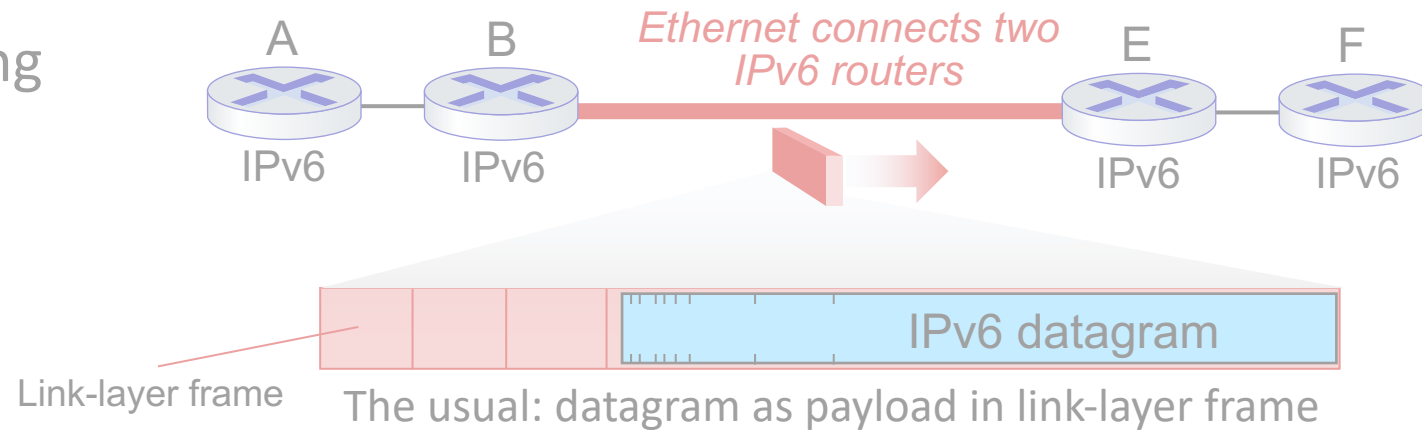 ng
A
B
Ethernet connects two
IPv6 routers
E
F
IPv6
IPv6
IPv6
IPv6
IPv6 datagram
Link-layer frame
The usual: datagram as payload in link-layer frame